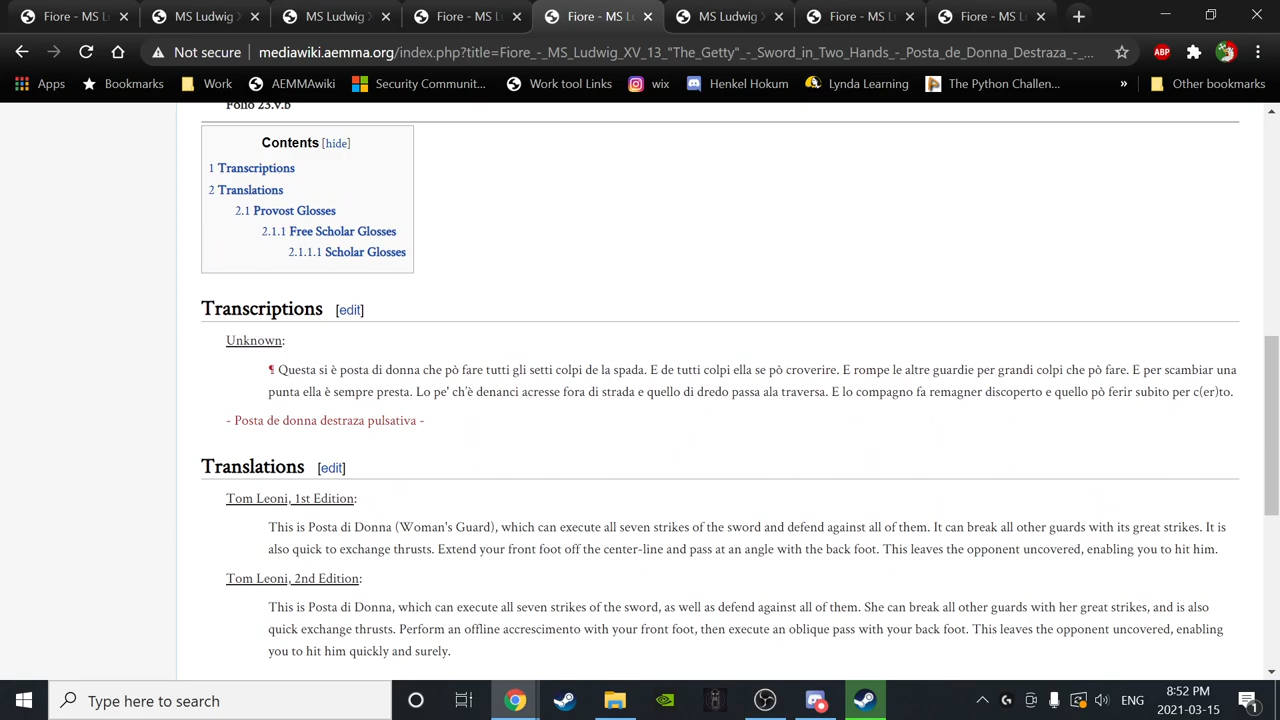 Fiore - MS Lu
MS Ludwig X
MS Ludwig X
Fiore - MS L
Fiore - MS L
MS Ludwig X
Fiore - MS L
Fiore - MS L
Not secure mediawiki.aemma.org/index.php?title=Fiore_-_MS_Ludwig_XV_13_"The_Getty"_-_Sword_in_Two_Hands_-_Posta_de_Donna_Destraza_-_...
ABP
Apps Bookmarks Work AEMMAwiki Security Communit... Work tool Links wix Henkel Hokum Lynda Learning The Python Challen... » Other bookmarks
Folio 23.v.b
Contents [hide]
1 Transcriptions
2 Translations
2.1 Provost Glosses
2.1.1 Free Scholar Glosses
2.1.1.1 Scholar Glosses
Transcriptions [edit]
Unknown:
¶ Questa si è posta di donna che pò fare tutti gli setti colpi de la spada. E de tutti colpi ella se pò croverire. E rompe le altre guardie per grandi colpi che pò fare. E per scambiar una
punta ella è sempre presta. Lo pe' ch'è denanci acresse fora di strada e quello di dredo passa ala traversa. E lo compagno fa remagner discoperto e quello pò ferir subito per c(er)to.
- Posta de donna destraza pulsativa -
Translations [edit]
Tom Leoni, 1st Edition:
This is Posta di Donna (Woman's Guard), which can execute all seven strikes of the sword and defend against all of them. It can break all other guards with its great strikes. It is
also quick to exchange thrusts. Extend your front foot off the center-line and pass at an angle with the back foot. This leaves the opponent uncovered, enabling you to hit him.
Tom Leoni, 2nd Edition:
This is Posta di Donna, which can execute all seven strikes of the sword, as well as defend against all of them. She can break all other guards with her great strikes, and is also
quick exchange thrusts. Perform an offline accrescimento with your front foot, then execute an oblique pass with your back foot. This leaves the opponent uncovered, enabling
you to hit him quickly and surely.
Type here to search
ENG
8:52 PM
2021-03-15
1